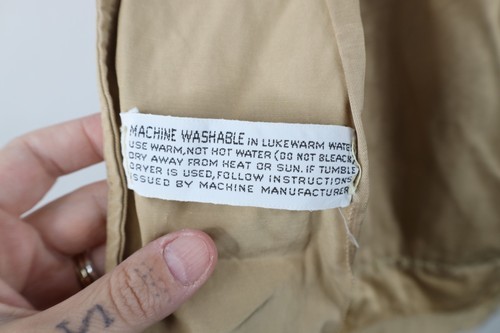 MACHINE WASHABLE IN LUKEWARM WATE
USE WARM, NOT HOT WATER (DO NOT BLEACH
DRY AWAY FROM HEAT OR SUN. IF TUMBLE
DRYER IS USED, FOLLOW INSTRUCTIONS
ISSUED BY MACHINE MANUFACTURER